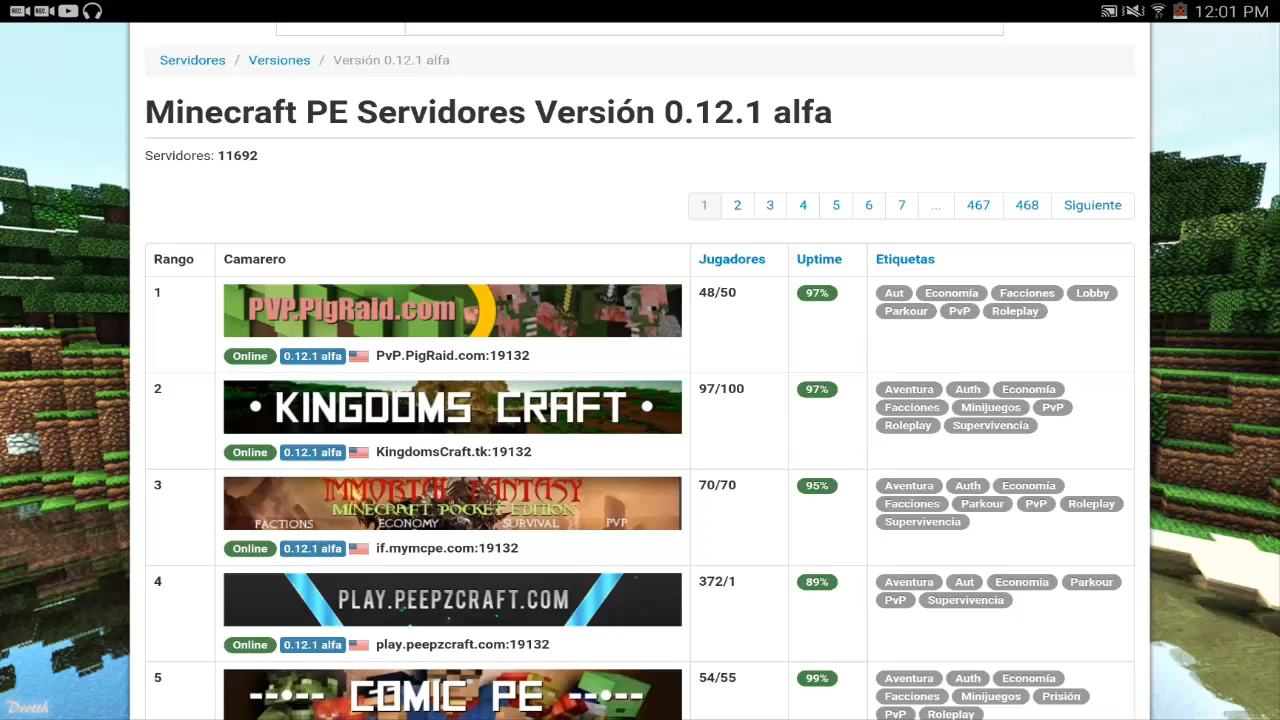 REC REC 12:01 PM
Servidores / Versiones / Versión 0.12.1 alfa
Minecraft PE Servidores Versión 0.12.1 alfa
Servidores: 11692
1 2 3 4 5 6 7 ... 467 468 Siguiente
Rango Camarero Jugadores Uptime Etiquetas
1 PVP.PigRaid.com 48/50 97% Aut Economía Facciones Lobby
Parkour PvP Roleplay
Online 0.12.1 alfa PvP.PigRaid.com:19132
2 • KINGDOMS CRAFT • 97/100 97% Aventura Auth Economía
Facciones Minijuegos PvP
Roleplay Supervivencia
Online 0.12.1 alfa KingdomsCraft.tk:19132
3 IMMORTAL FANTASY 70/70 95% Aventura Auth Economía
MINECRAFT POCKET EDITION Facciones Parkour PvP Roleplay
FACTIONS ECONOMY SURVIVAL PVP Supervivencia
Online 0.12.1 alfa if.mymcpe.com:19132
4 PLAY.PEEPZCRAFT.COM 372/1 89% Aventura Aut Economía Parkour
PvP Supervivencia
Online 0.12.1 alfa play.peepzcraft.com:19132
5 --•-- COMIC PE --•-- 54/55 99% Aventura Auth Economía
Facciones Minijuegos Prisión
PvP Roleplay